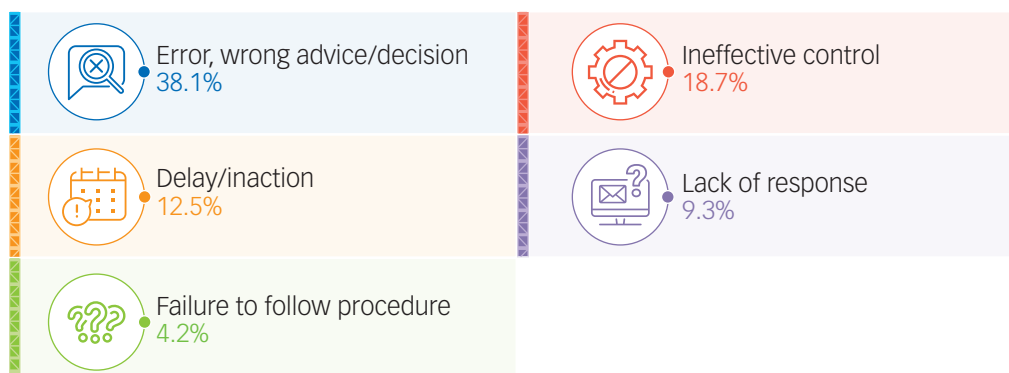 Error, wrong advice/decision
38.1%
Ineffective control
18.7%
Delay/inaction
12.5%
Lack of response
9.3%
Failure to follow procedure
4.2%